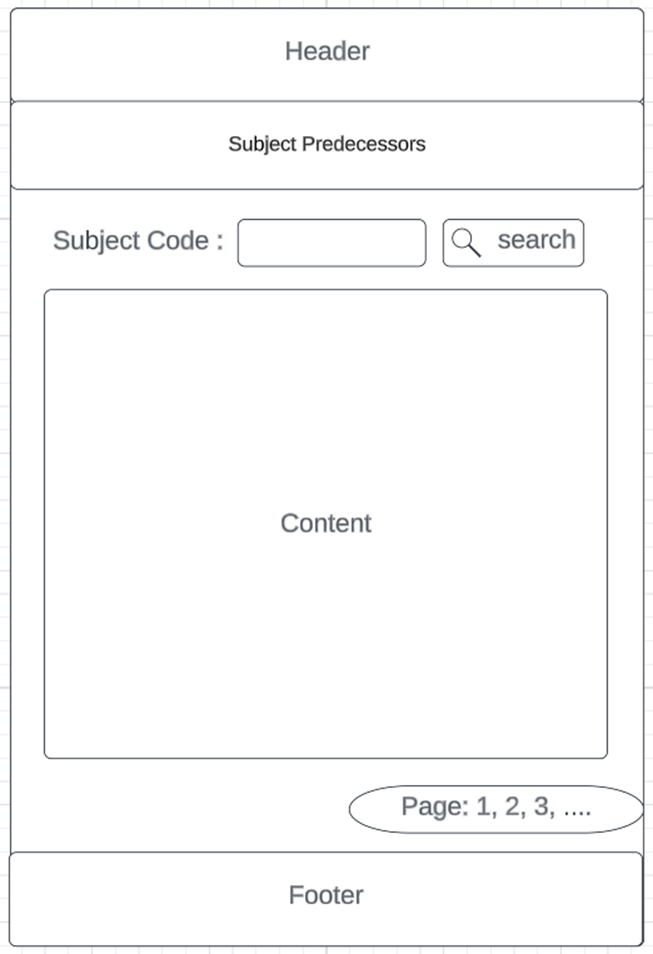 Header
Subject Predecessors
Subject Code :
search
Content
Page: 1, 2, 3, ....
Footer